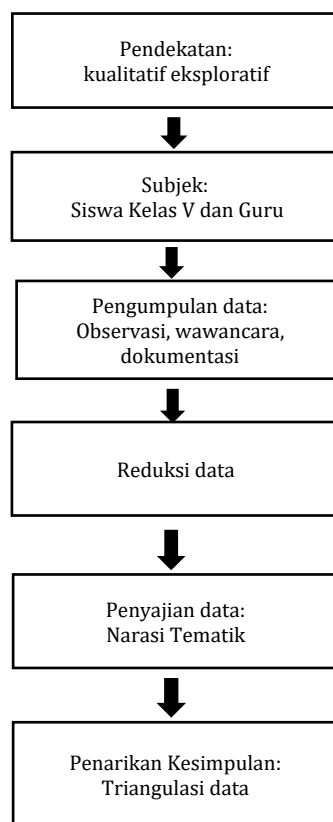 Pendekatan:
kualitatif eksploratif
Subjek:
Siswa Kelas V dan Guru
Pengumpulan data:
Observasi, wawancara,
dokumentasi
Reduksi data
Penyajian data:
Narasi Tematik
Penarikan Kesimpulan:
Triangulasi data